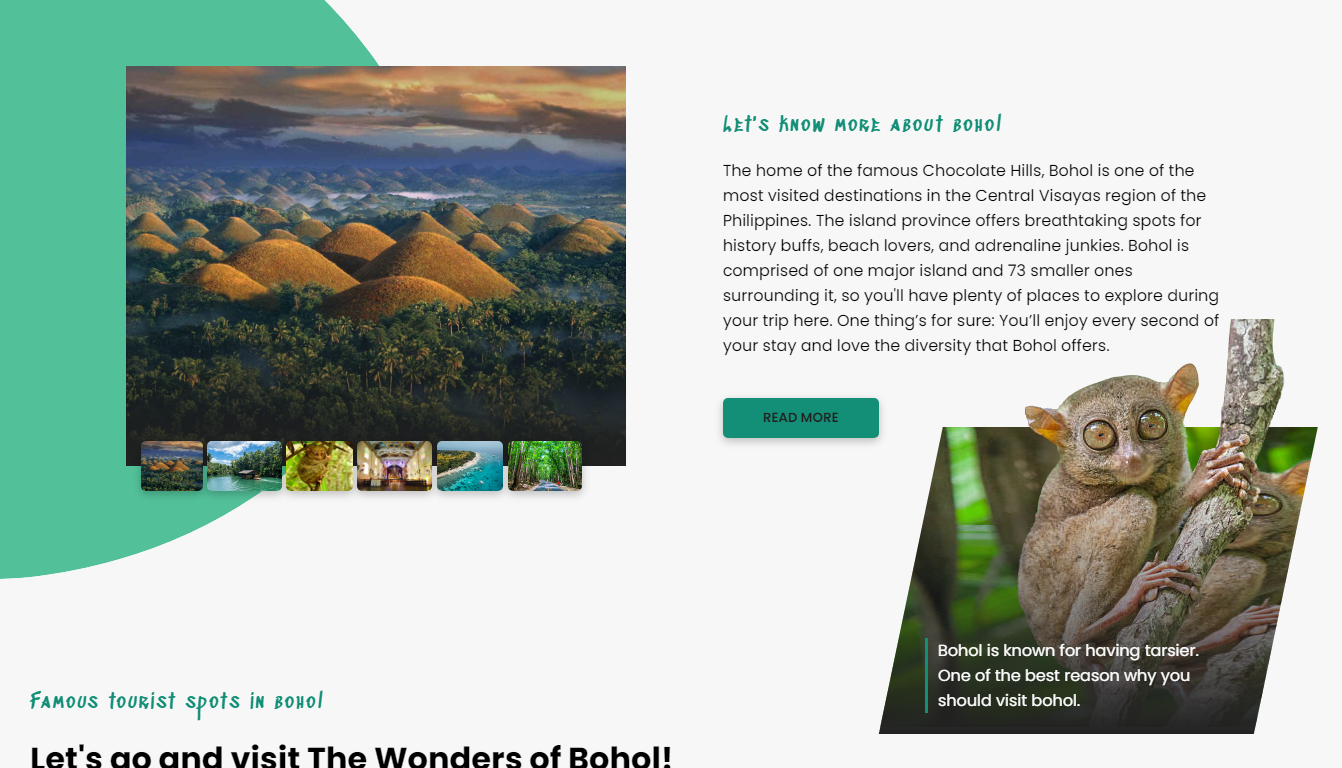 Let's know more about bohol
The home of the famous Chocolate Hills, Bohol is one of the
most visited destinations in the Central Visayas region of the
Philippines. The island province offers breathtaking spots for
history buffs, beach lovers, and adrenaline junkies. Bohol is
comprised of one major island and 73 smaller ones
surrounding it, so you'll have plenty of places to explore during
your trip here. One thing’s for sure: You’ll enjoy every second of
your stay and love the diversity that Bohol offers.
READ MORE
Bohol is known for having tarsier.
One of the best reason why you
should visit bohol.
Famous tourist spots in bohol
Let's go and visit The Wonders of Bohol!